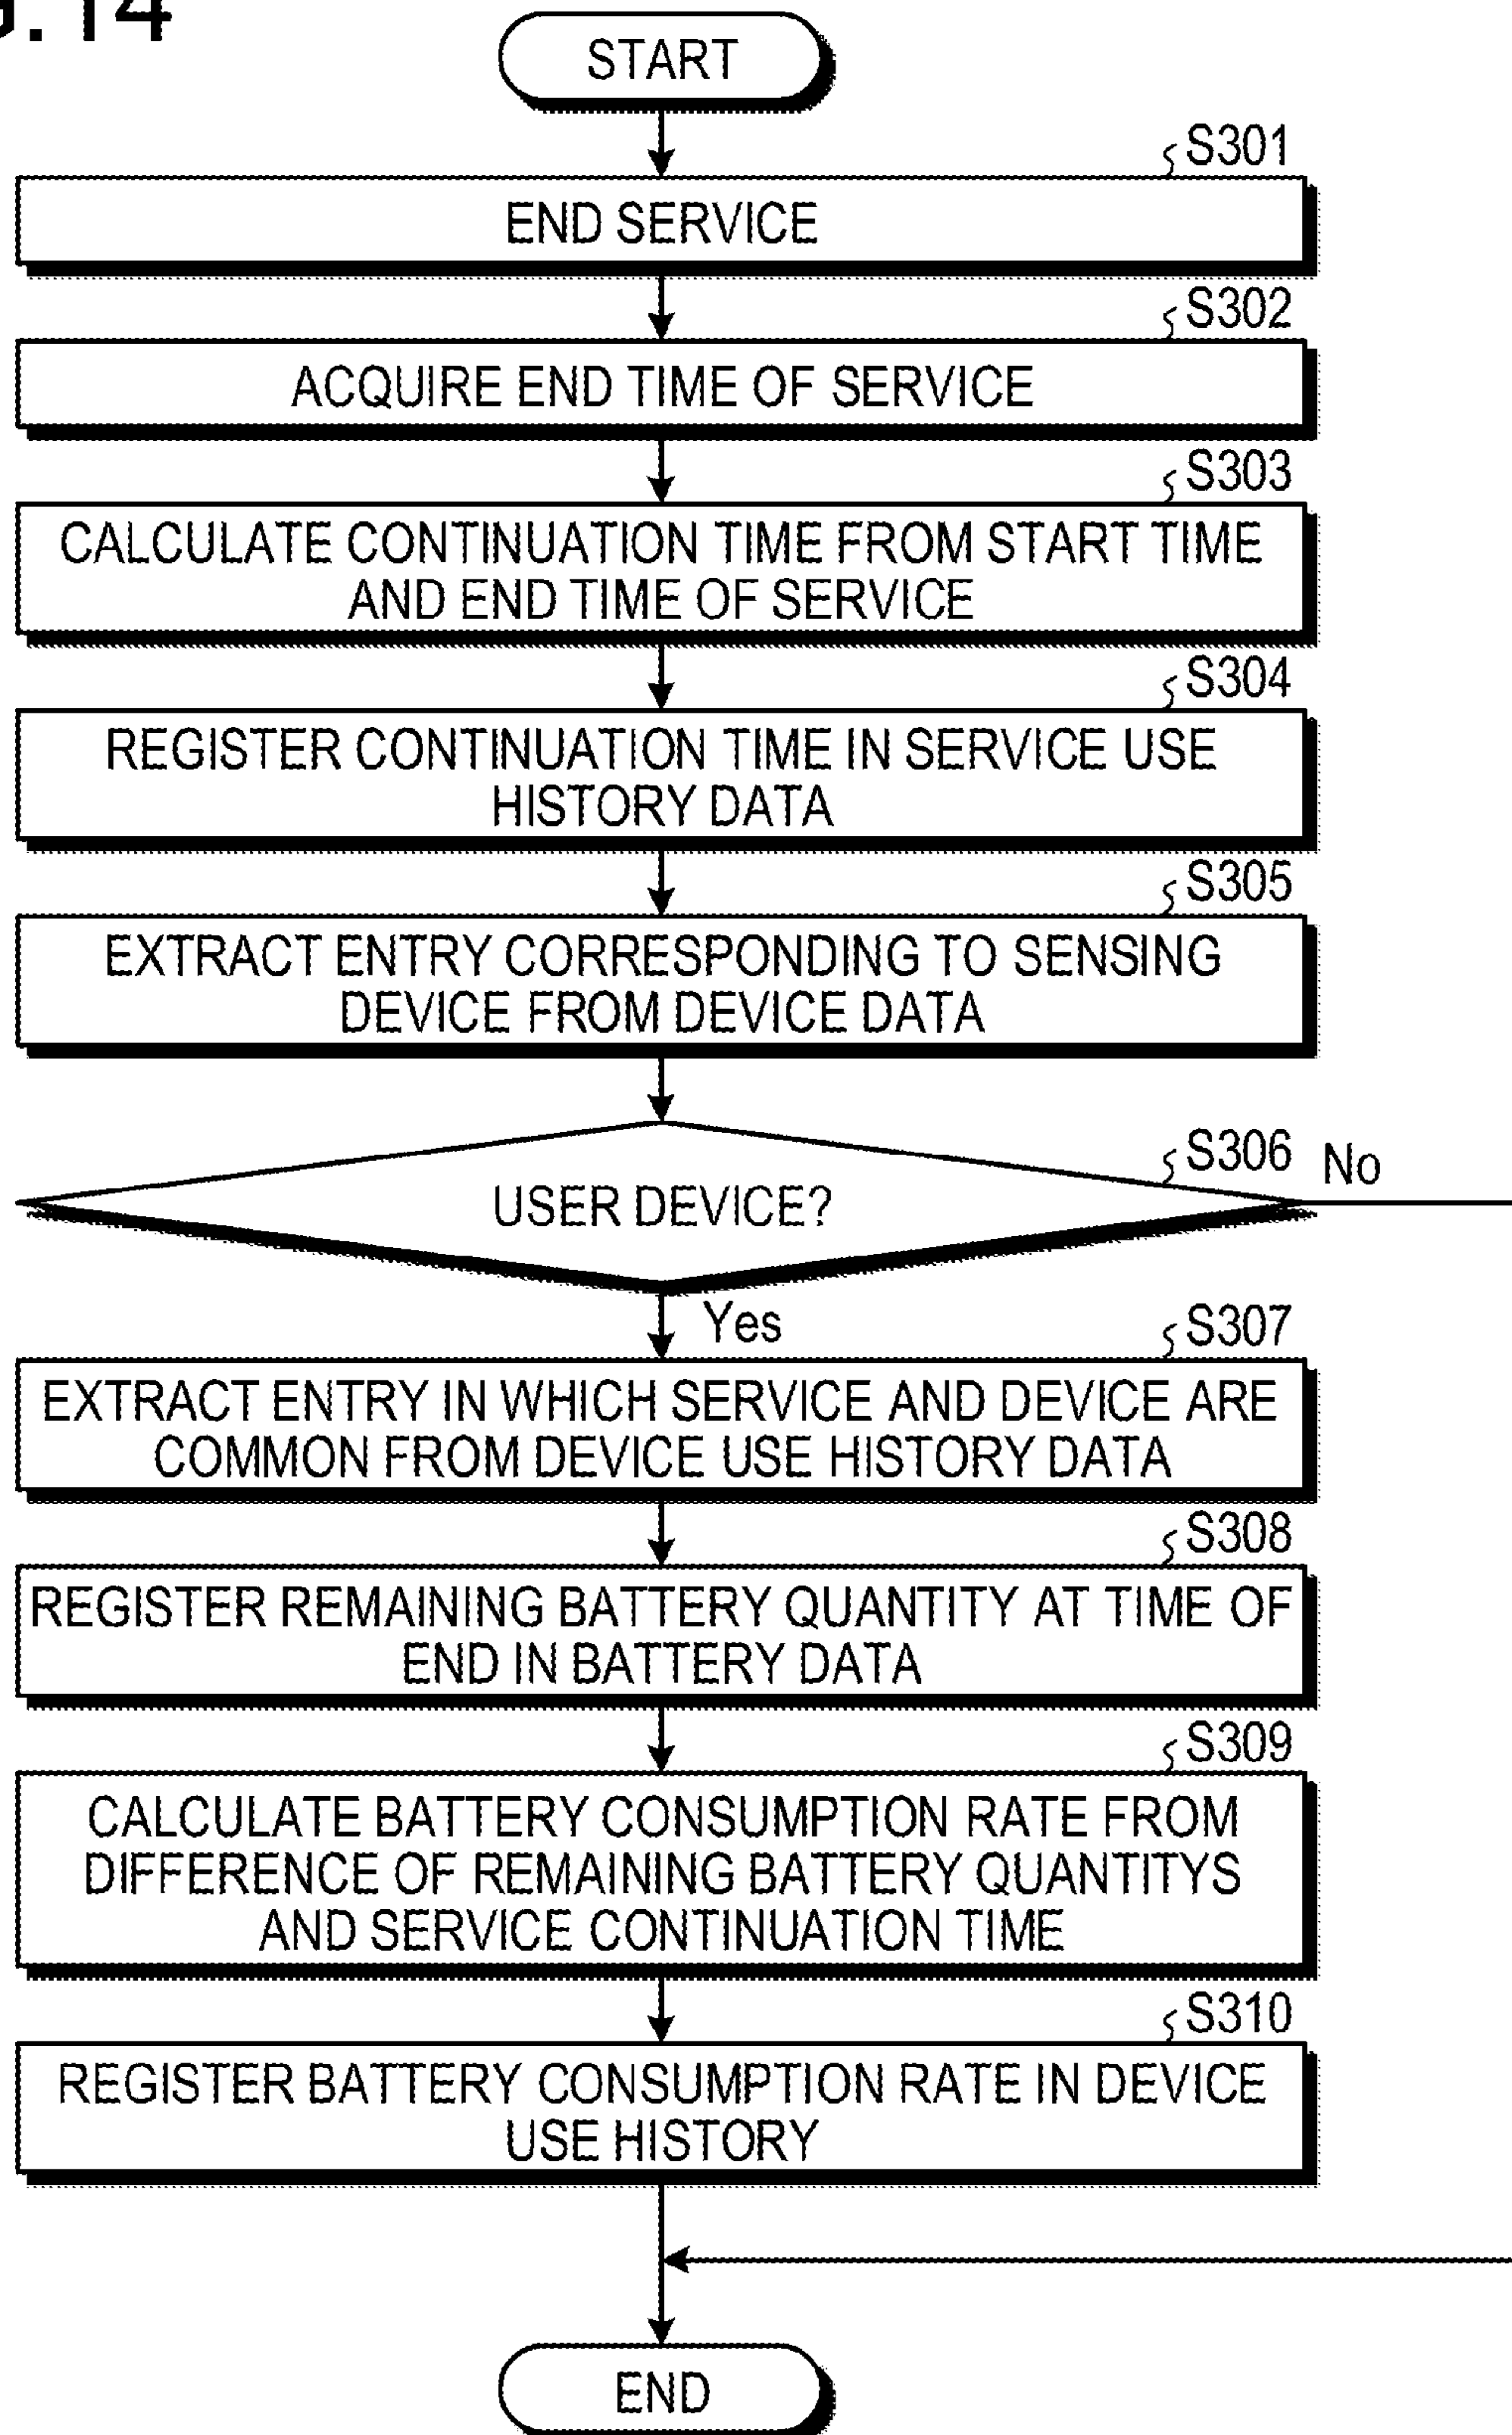 G.14
START
S301
END SERVICE
S302
ACQUIRE END TIME OF SERVICE
S303
CALCULATE CONTINUATION TIME FROM START TIME
AND END TIME OF SERVICE
S304
REGISTER CONTINUATION TIME IN SERVICE USE
HISTORY DATA
S305
EXTRACT ENTRY CORRESPONDING TO SENSING
DEVICE FROM DEVICE DATA
S306 No
USER DEVICE?
Yes
S307
EXTRACT ENTRY IN WHICH SERVICE AND DEVICE ARE
COMMON FROM DEVICE USE HISTORY DATA
S308
REGISTER REMAINING BATTERY QUANTITY AT TIME OF
END IN BATTERY DATA
S309
CALCULATE BATTERY CONSUMPTION RATE FROM
DIFFERENCE OF REMAINING BATTERY QUANTITYS
AND SERVICE CONTINUATION TIME
S310
REGISTER BATTERY CONSUMPTION RATE IN DEVICE
USE HISTORY
END